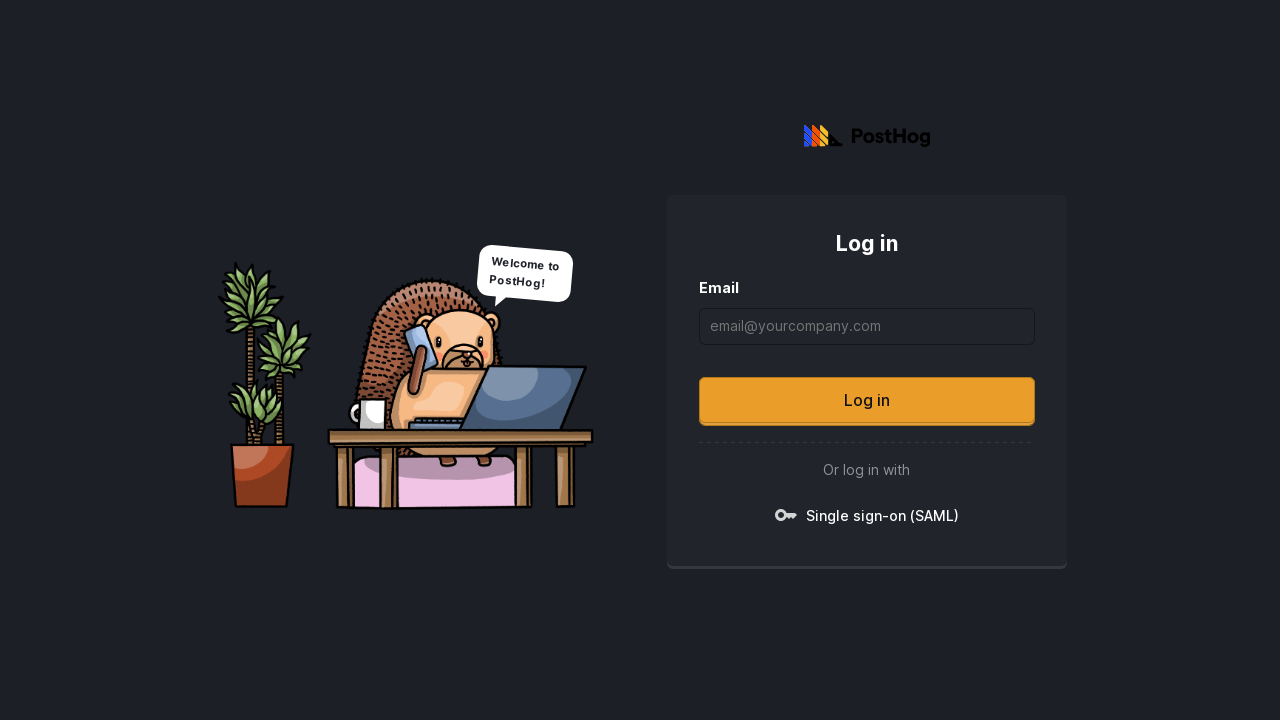 PostHog
Welcome to
PostHog!
Log in
Email
email@yourcompany.com
Log in
Or log in with
Single sign-on (SAML)